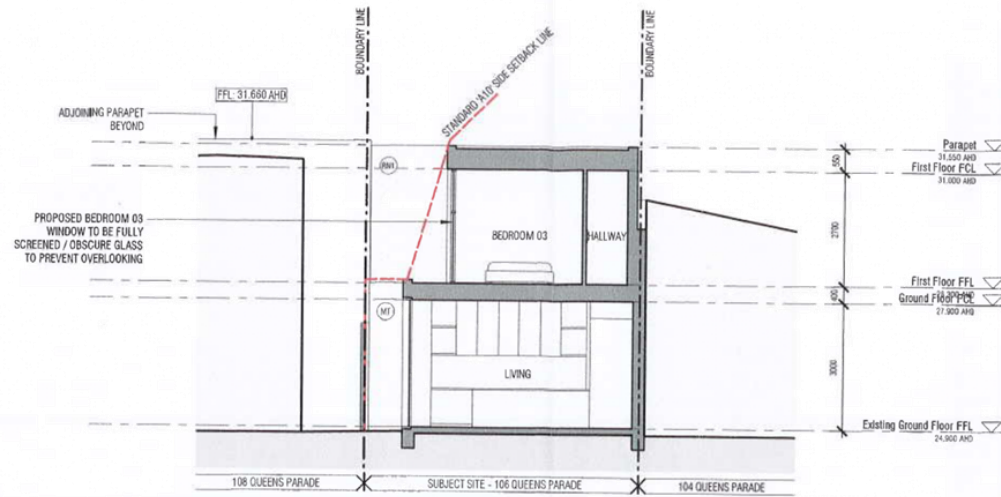 BOUNDARY LINE
STANDARD 'A10' SIDE SETBACK LINE
BOUNDARY LINE
FFL: 31.660 AHD
ADJOINING PARAPET
BEYOND
PROPOSED BEDROOM 03
WINDOW TO BE FULLY
SCREENED / OBSCURE GLASS
TO PREVENT OVERLOOKING
BEDROOM 03
HALLWAY
MT
LIVING
Parapet
31,550 AHD
550
First Floor FCL
31,000 AHD
2700
First Floor FFL
400
Ground Floor FCL
27,900 AHD
3000
Existing Ground Floor FFL
24,900 AHD
108 QUEENS PARADE
SUBJECT SITE - 106 QUEENS PARADE
104 QUEENS PARADE